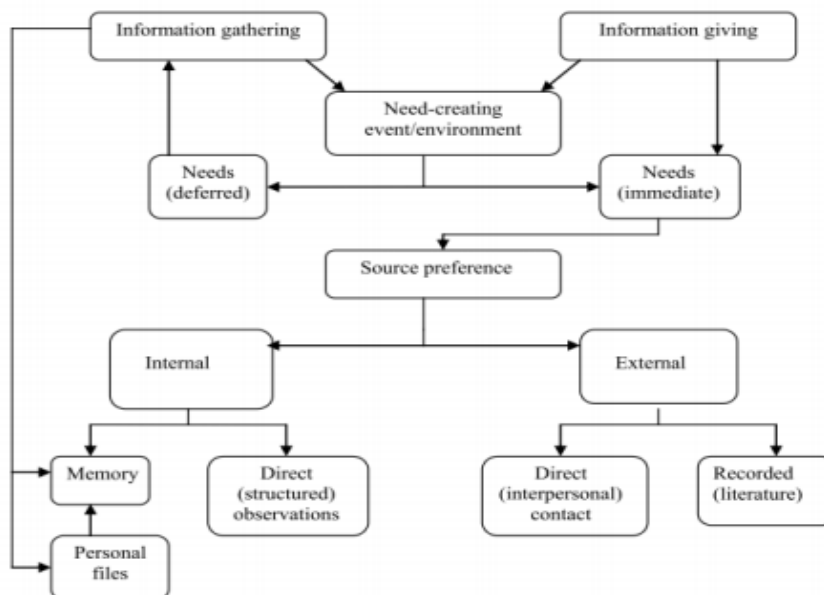 Information gathering
Information giving
Need-creating
event/environment
Needs
(deferred)
Needs
(immediate)
Source preference
Internal
External
Memory
Direct
(structured)
observations
Direct
(interpersonal)
contact
Recorded
(literature)
Personal
files